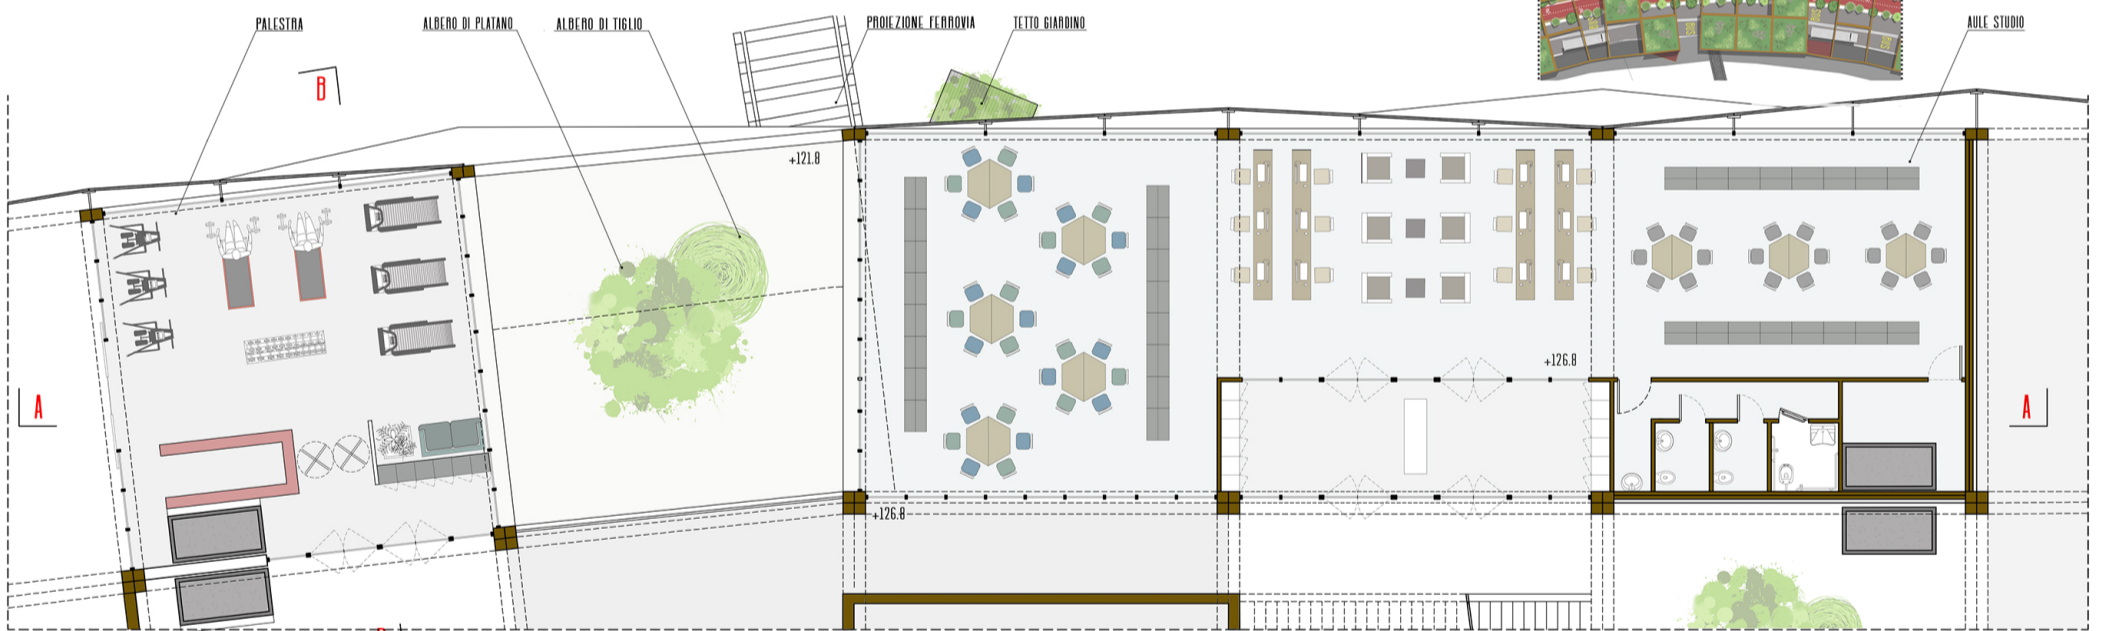 PALESTRA
ALBERO DI PLATANO
ALBERO DI TIGLIO
PROIEZIONE FERROVIA
TETTO GIARDINO
AULE STUDIO
B
+121.8
+126.8
A
A
+126.8